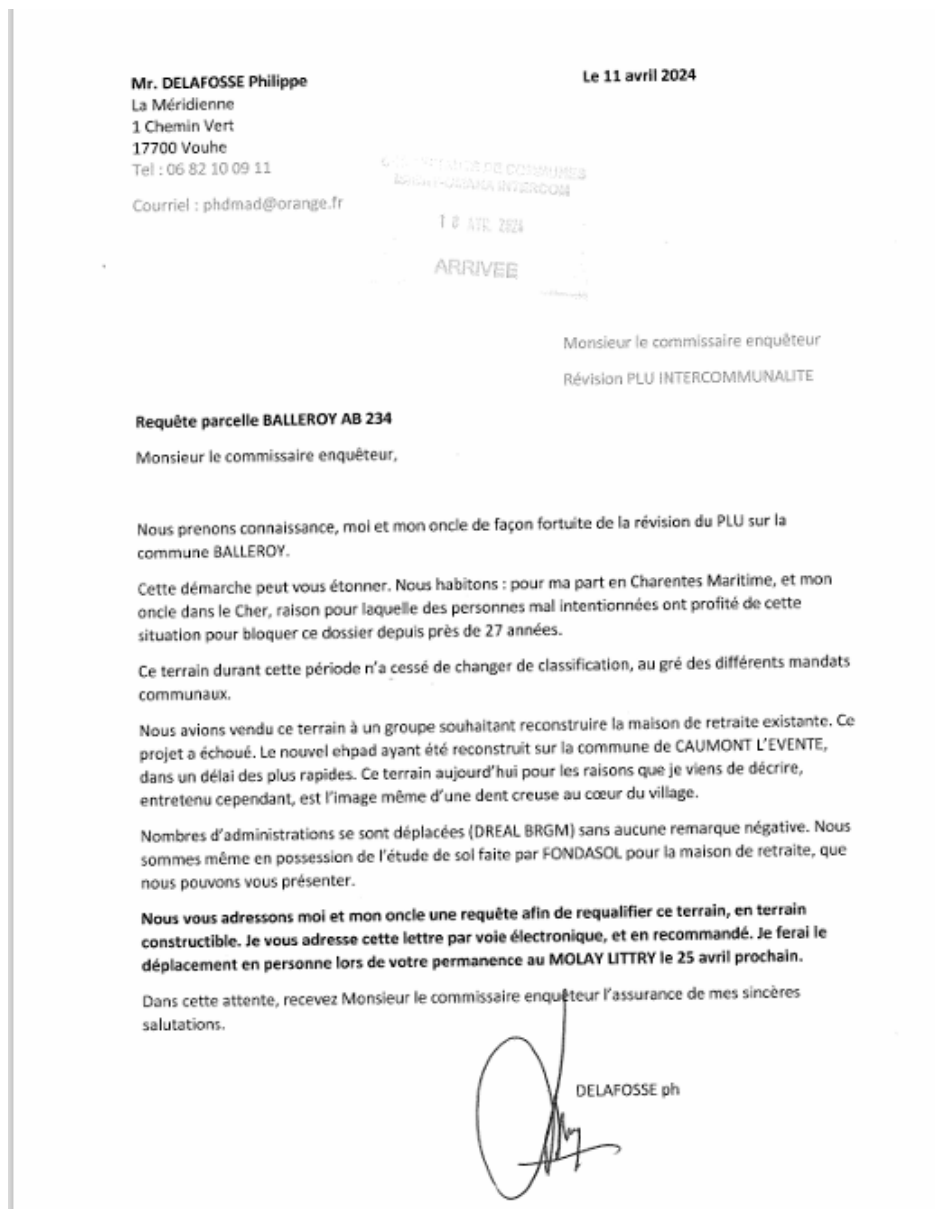 Mr. DELAFOSSE Philippe
Le 11 avril 2024
La Méridienne
1 Chemin Vert
17700 Vouhe
Tel : 06 82 10 09 11
Courriel : phdmad@orange.fr
DE COMMUNES
INTERCOM
1 8 AVR. 2024
ARRIVEE
Monsieur le commissaire enquêteur
Révision PLU INTERCOMMUNALITE
Requête parcelle BALLEROY AB 234
Monsieur le commissaire enquêteur,
Nous prenons connaissance, moi et mon oncle de façon fortuite de la révision du PLU sur la
commune BALLEROY.
Cette démarche peut vous étonner. Nous habitons : pour ma part en Charentes Maritime, et mon
oncle dans le Cher, raison pour laquelle des personnes mal intentionnées ont profité de cette
situation pour bloquer ce dossier depuis près de 27 années.
Ce terrain durant cette période n'a cessé de changer de classification, au gré des différents mandats
communaux.
Nous avions vendu ce terrain à un groupe souhaitant reconstruire la maison de retraite existante. Ce
projet a échoué. Le nouvel ehpad ayant été reconstruit sur la commune de CAUMONT L'EVENTE,
dans un délai des plus rapides. Ce terrain aujourd'hui pour les raisons que je viens de décrire,
entretenu cependant, est l'image même d'une dent creuse au cœur du village.
Nombres d'administrations se sont déplacées (DREAL BRGM) sans aucune remarque négative. Nous
sommes même en possession de l'étude de sol faite par FONDASOL pour la maison de retraite, que
nous pouvons vous présenter.
Nous vous adressons moi et mon oncle une requête afin de requalifier ce terrain, en terrain
constructible. Je vous adresse cette lettre par voie électronique, et en recommandé. Je ferai le
déplacement en personne lors de votre permanence au MOLAY LITTRY le 25 avril prochain.
Dans cette attente, recevez Monsieur le commissaire enquêteur l'assurance de mes sincères
salutations.
DELAFOSSE ph